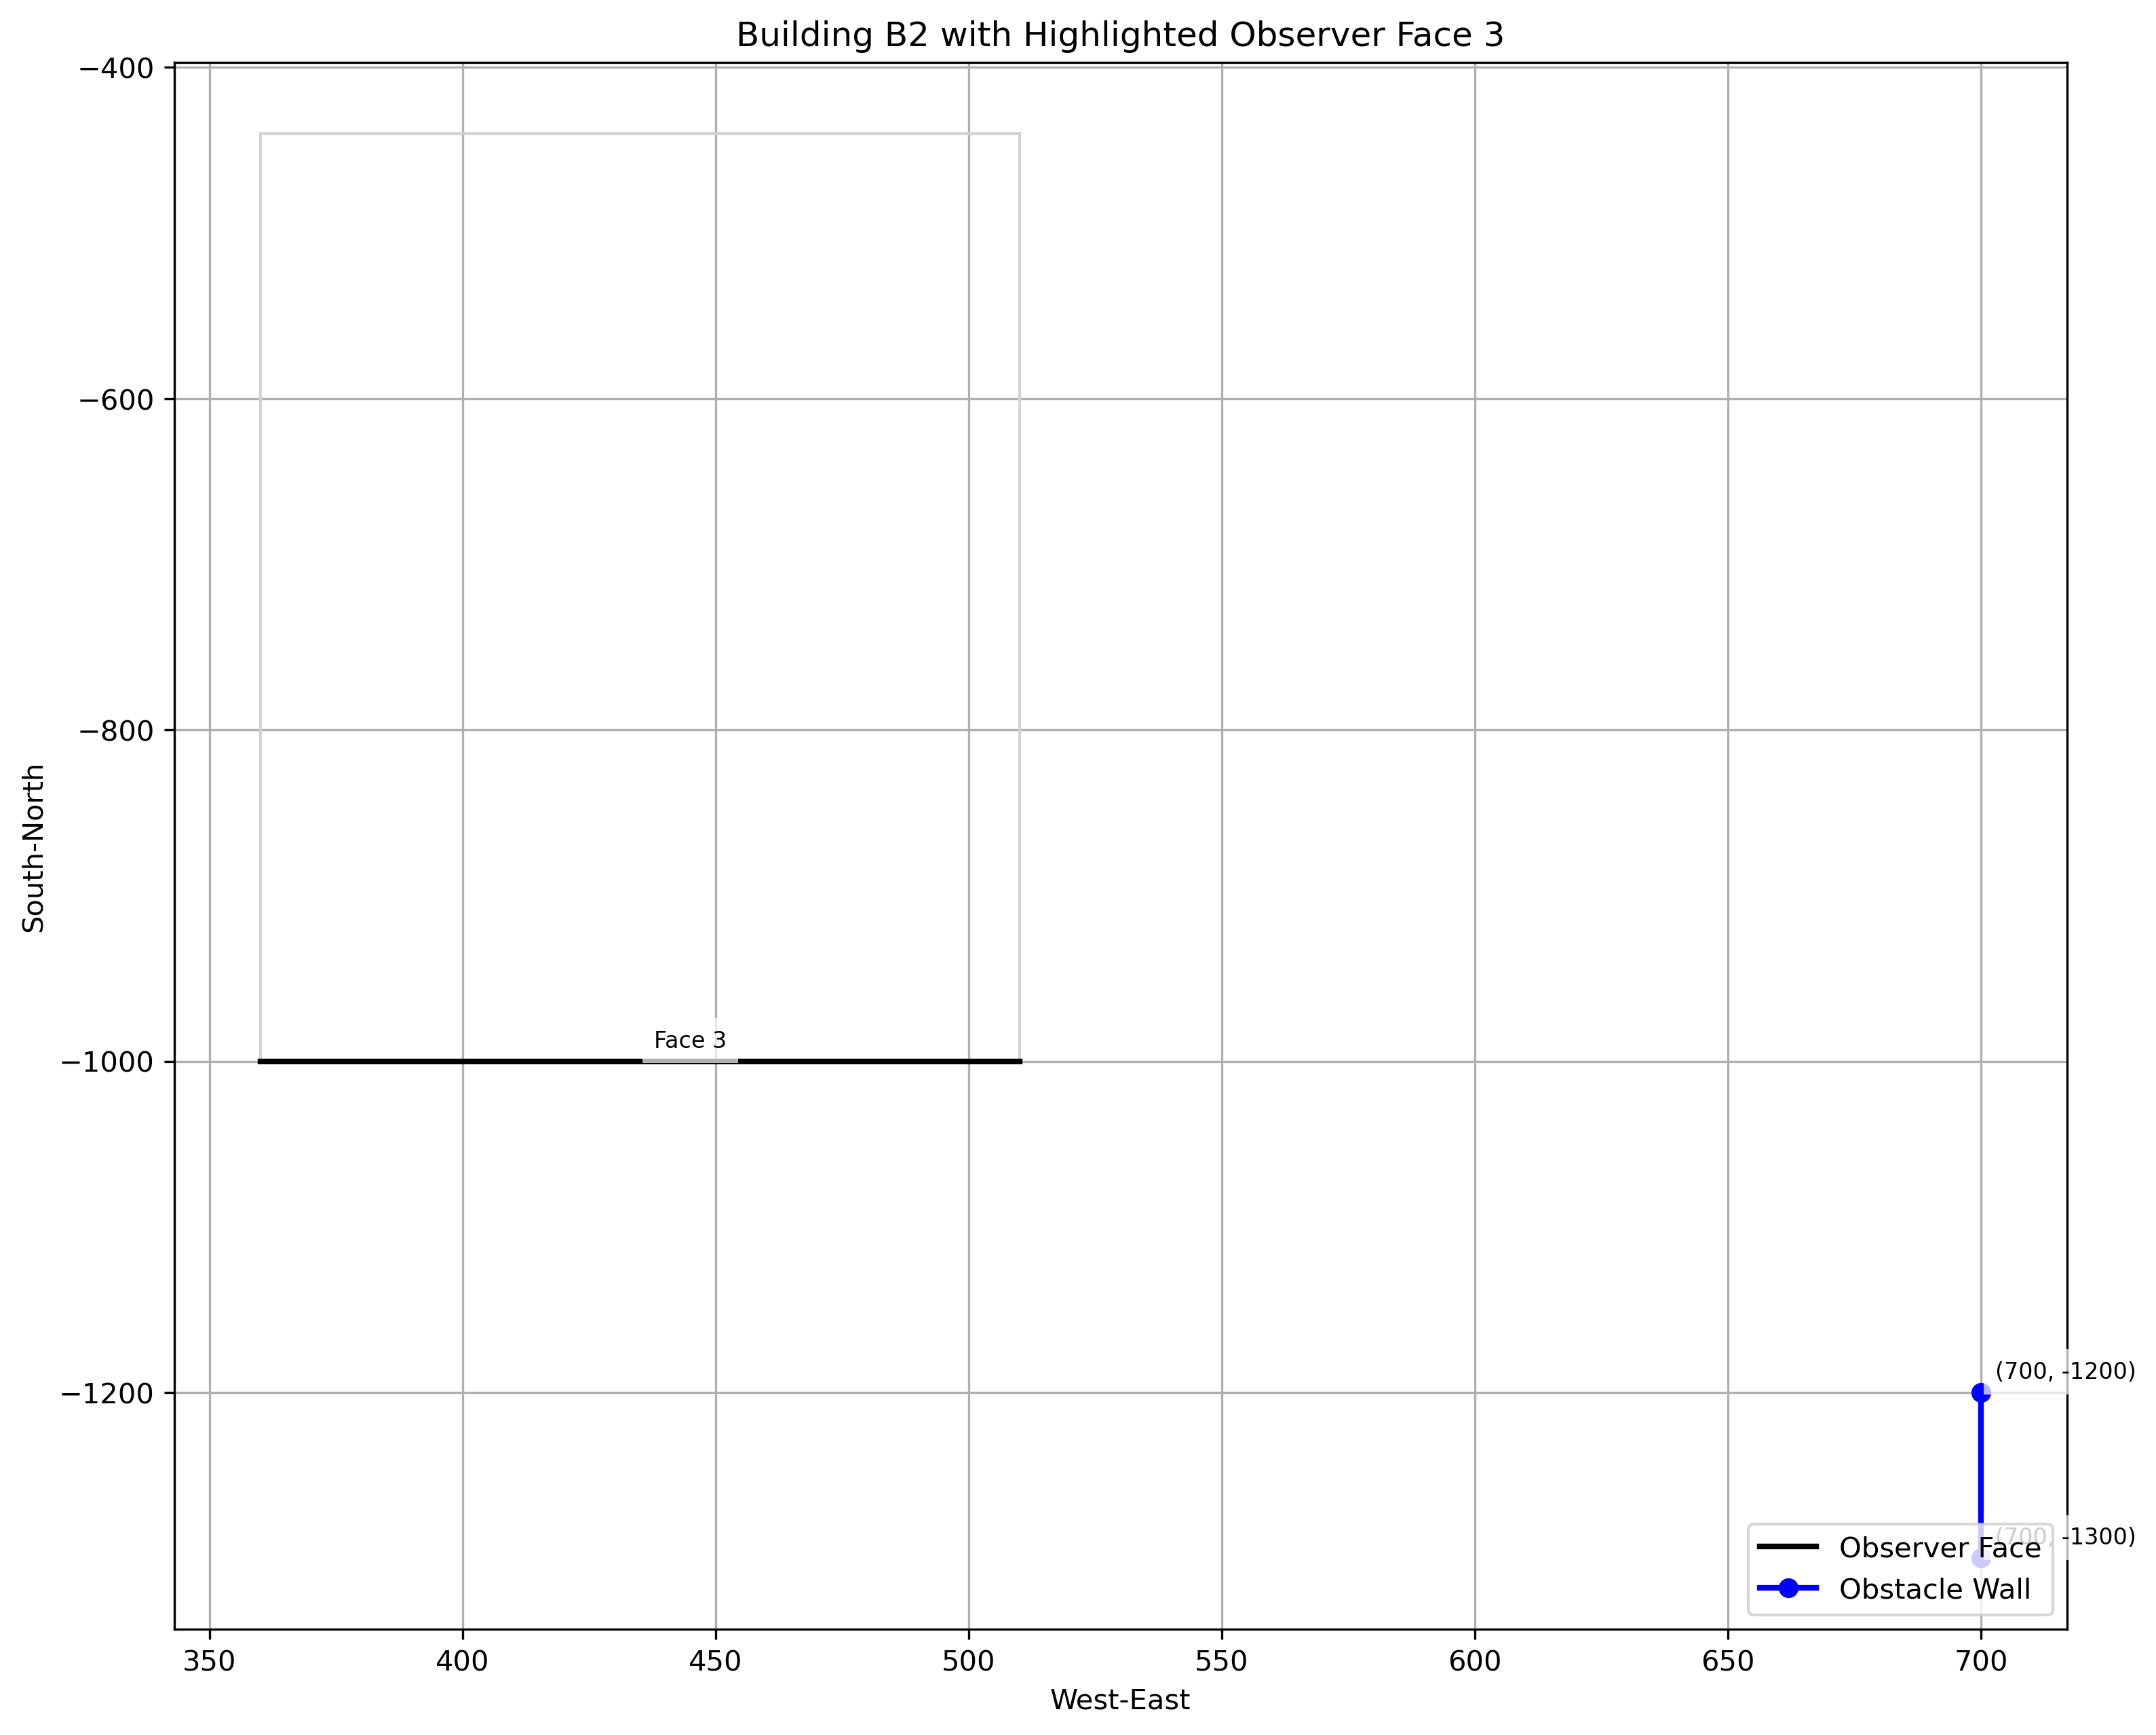 Building B2 with Highlighted Observer Face 3
−400
−600
−800
−1000
−1200
South-North
Face 3
(700, -1200)
(700, -1300)
Observer Face
Obstacle Wall
350
400
450
500
550
600
650
700
West-East